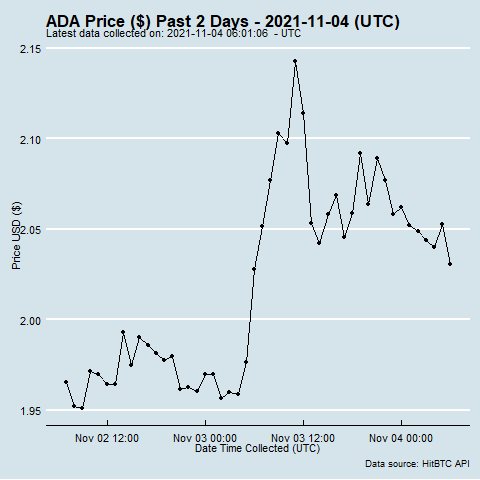 ADA Price ($) Past 2 Days - 2021-11-04 (UTC)
Latest data collected on: 2021-11-04 06:01:06  - UTC
2.15
2.10
2.05
2.00
1.95
Price USD ($)
Nov 02 12:00 Nov 03 00:00 Nov 03 12:00 Nov 04 00:00
Date Time Collected (UTC)
Data source: HitBTC API